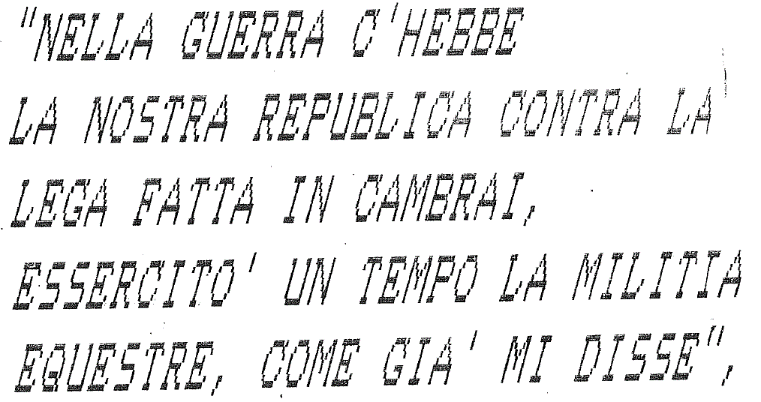 "NELLA GUERRA C'HEBBE
LA NOSTRA REPUBLICA CONTRA LA
LEGA FATTA IN CAMBRAI,
ESSERCITO' UN TEMPO LA MILITIA
EQUESTRE, COME GIA' MI DISSE",